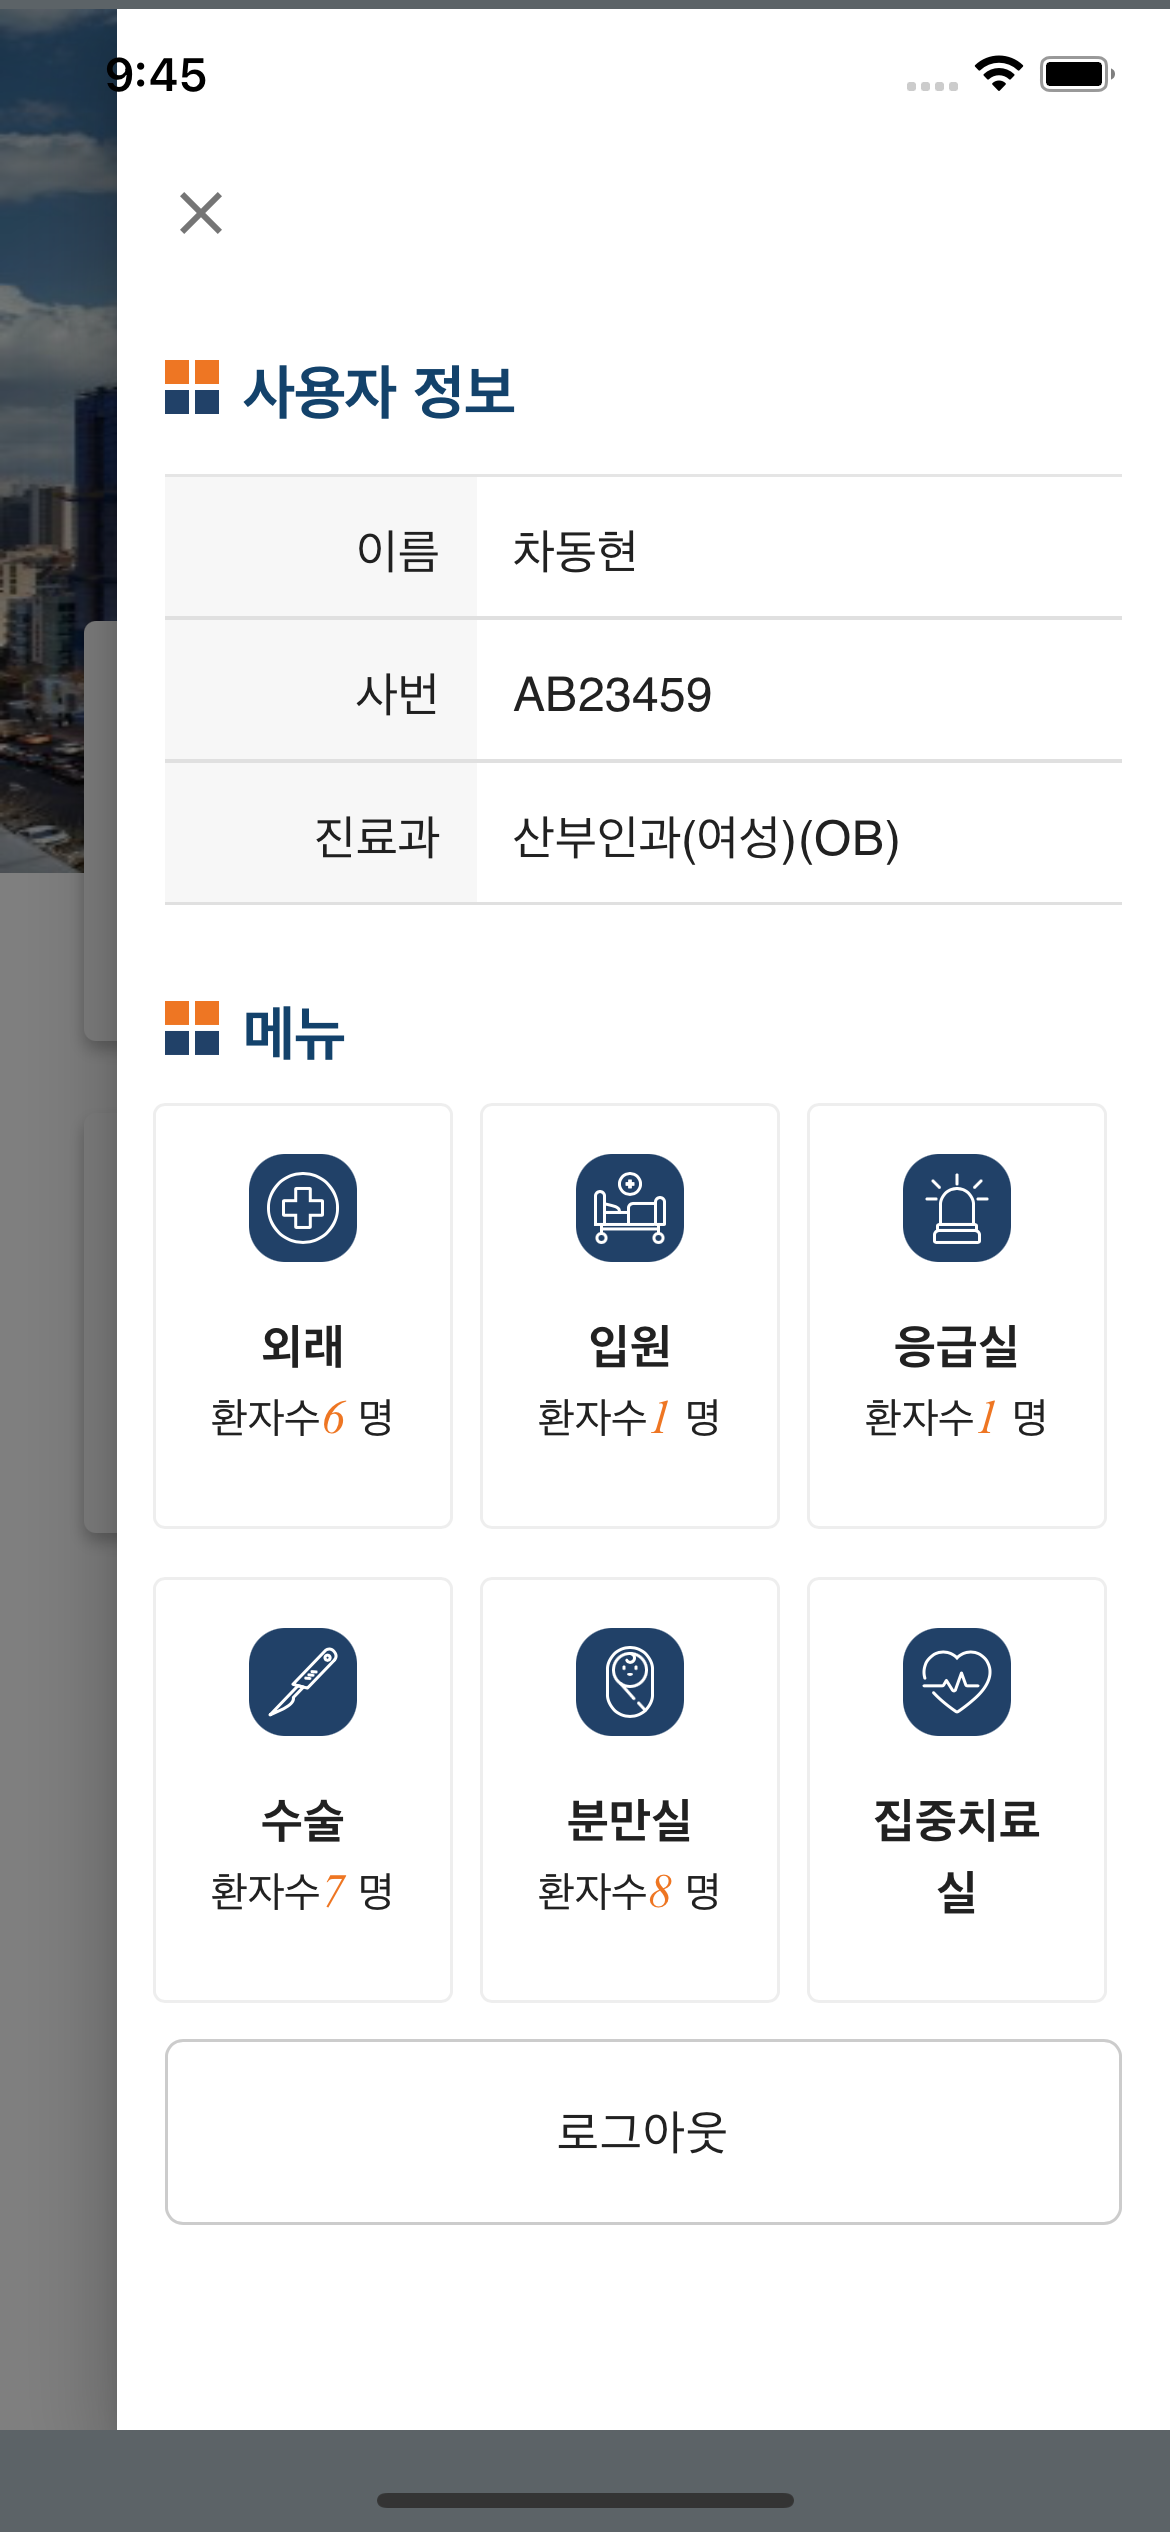 9:45
사용자 정보
이름 차동현
사번 AB23459
진료과 산부인과(여성)(OB)
메뉴
외래 입원 응급실
환자수6 명 환자수1 명 환자수1 명
수술 분만실 집중치료
실
환자수7 명 환자수8 명
로그아웃